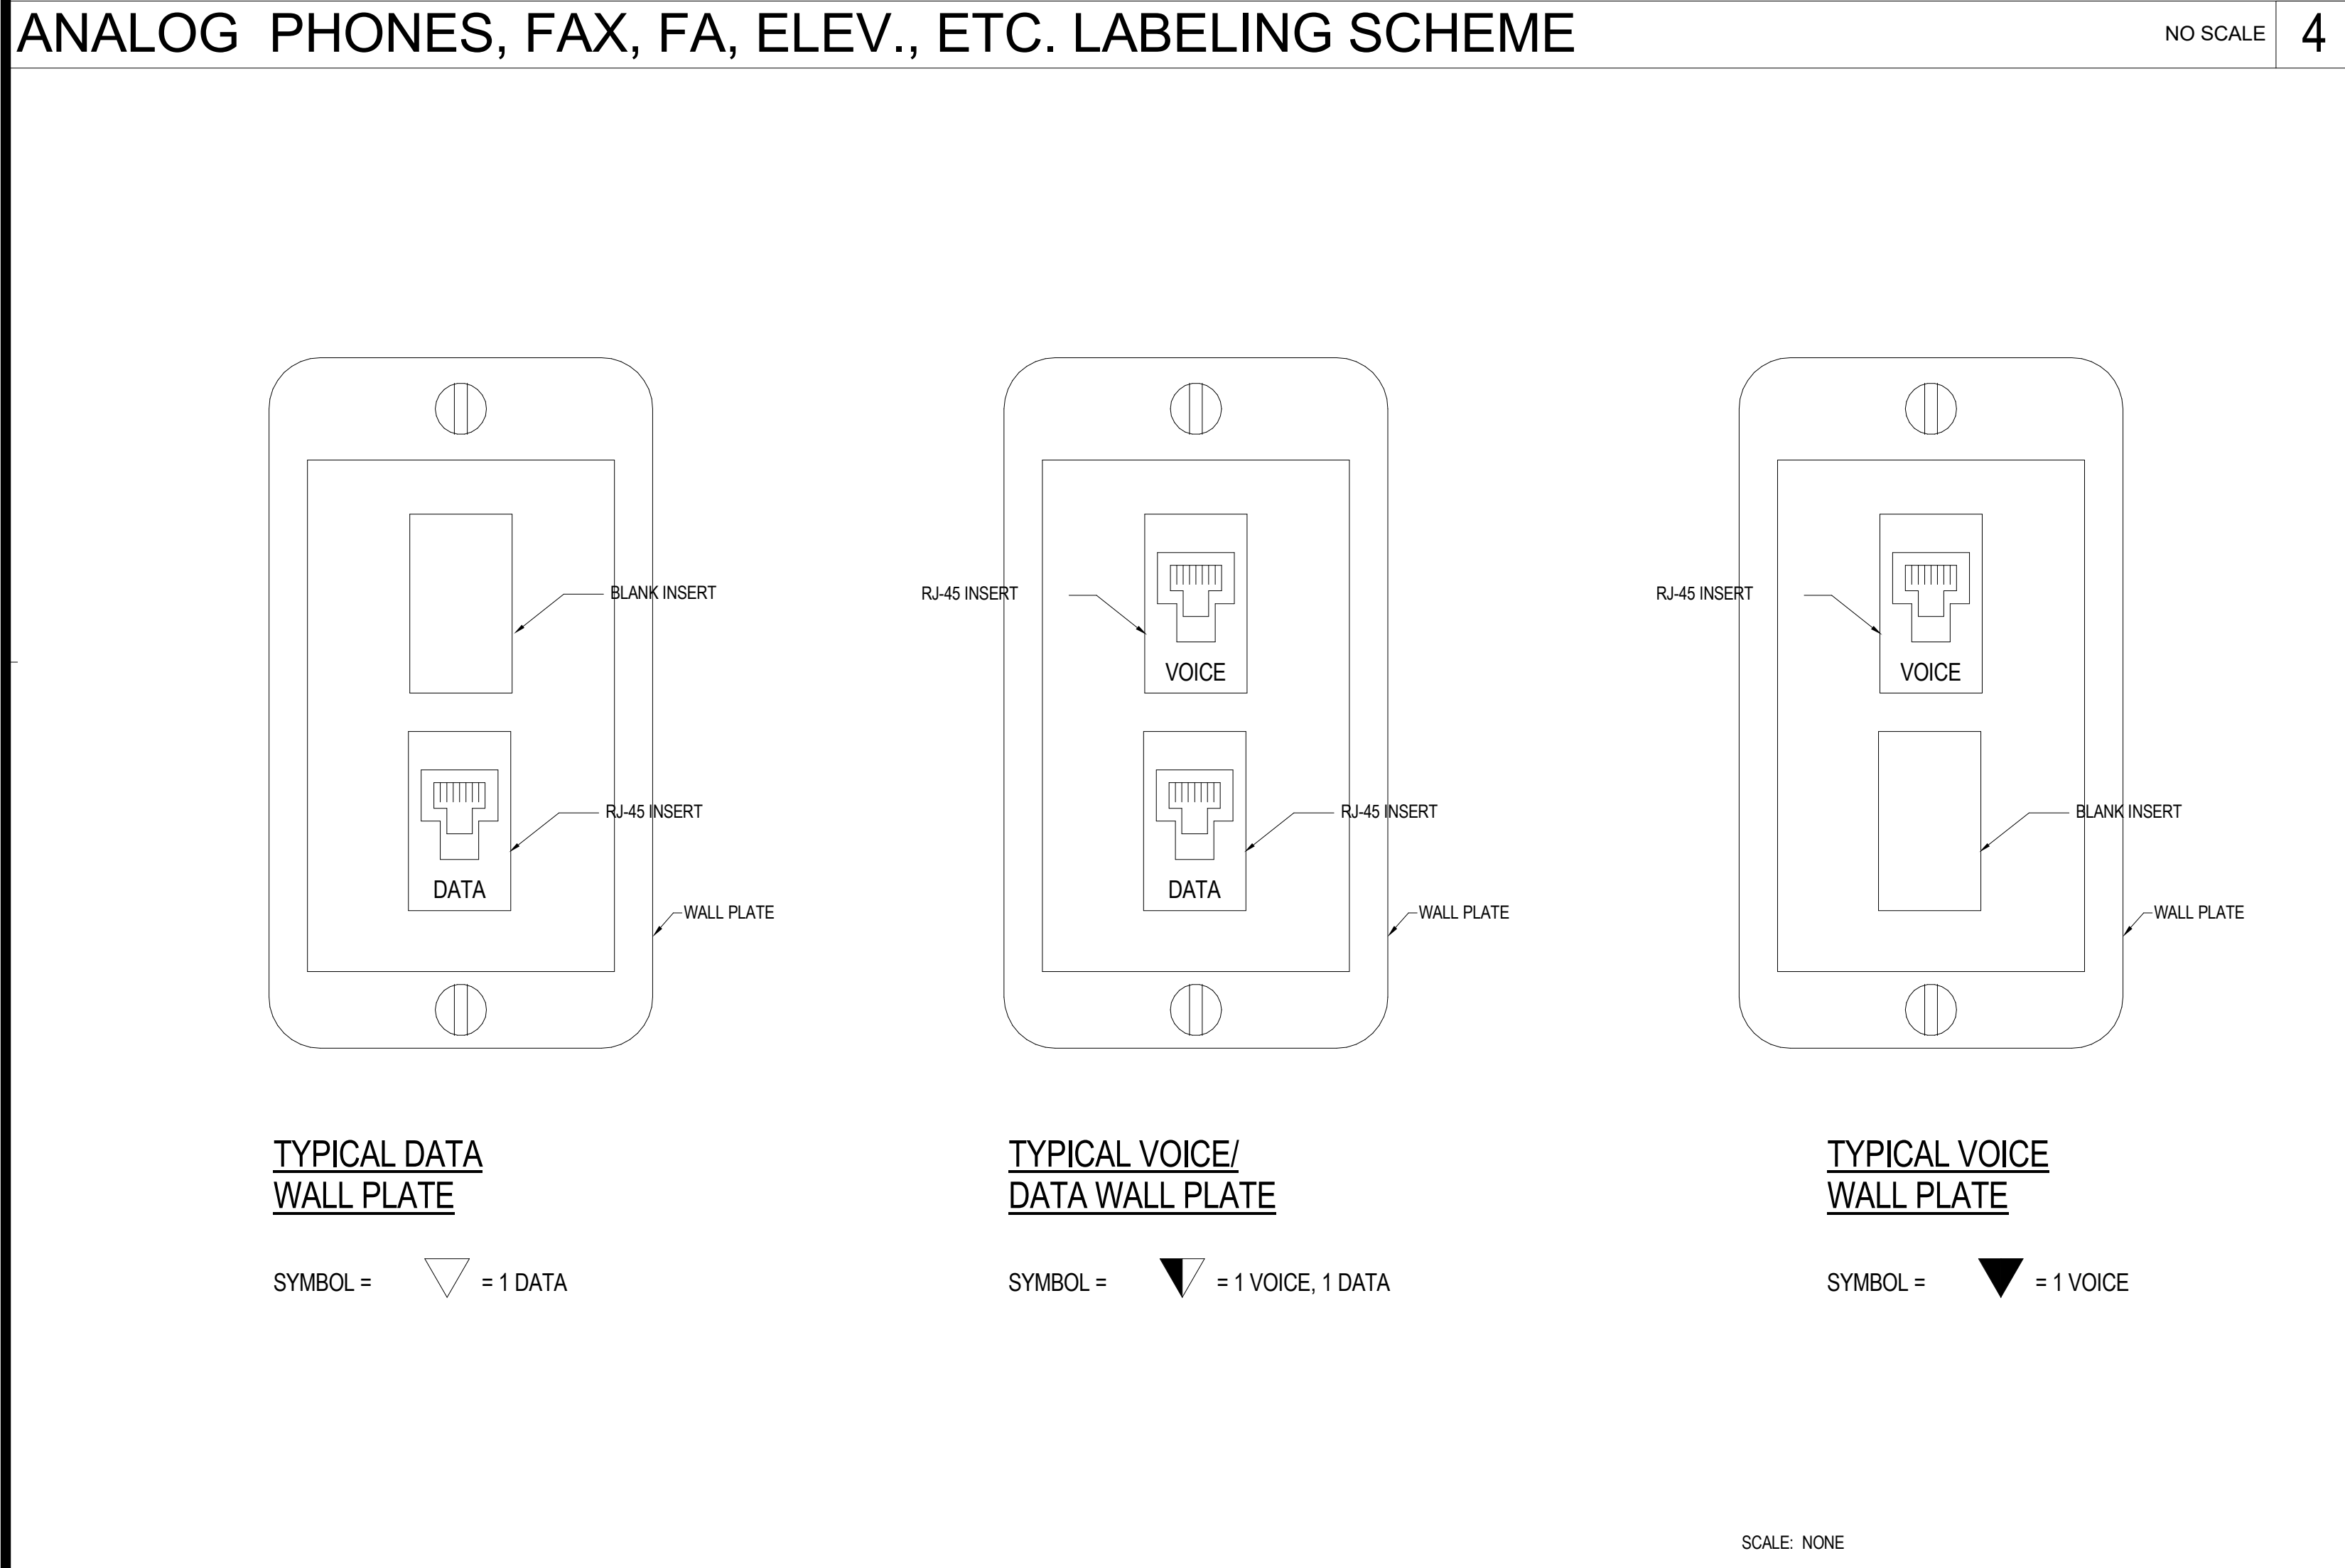 ANALOG PHONES, FAX, FA, ELEV., ETC. LABELING SCHEME
NO SCALE
4
BLANK INSERT
RJ-45 INSERT
DATA
WALL PLATE
TYPICAL DATA
WALL PLATE
SYMBOL = = 1 DATA
RJ-45 INSERT
VOICE
RJ-45 INSERT
DATA
WALL PLATE
TYPICAL VOICE/
DATA WALL PLATE
SYMBOL = = 1 VOICE, 1 DATA
RJ-45 INSERT
VOICE
BLANK INSERT
WALL PLATE
TYPICAL VOICE
WALL PLATE
SYMBOL = = 1 VOICE
SCALE: NONE